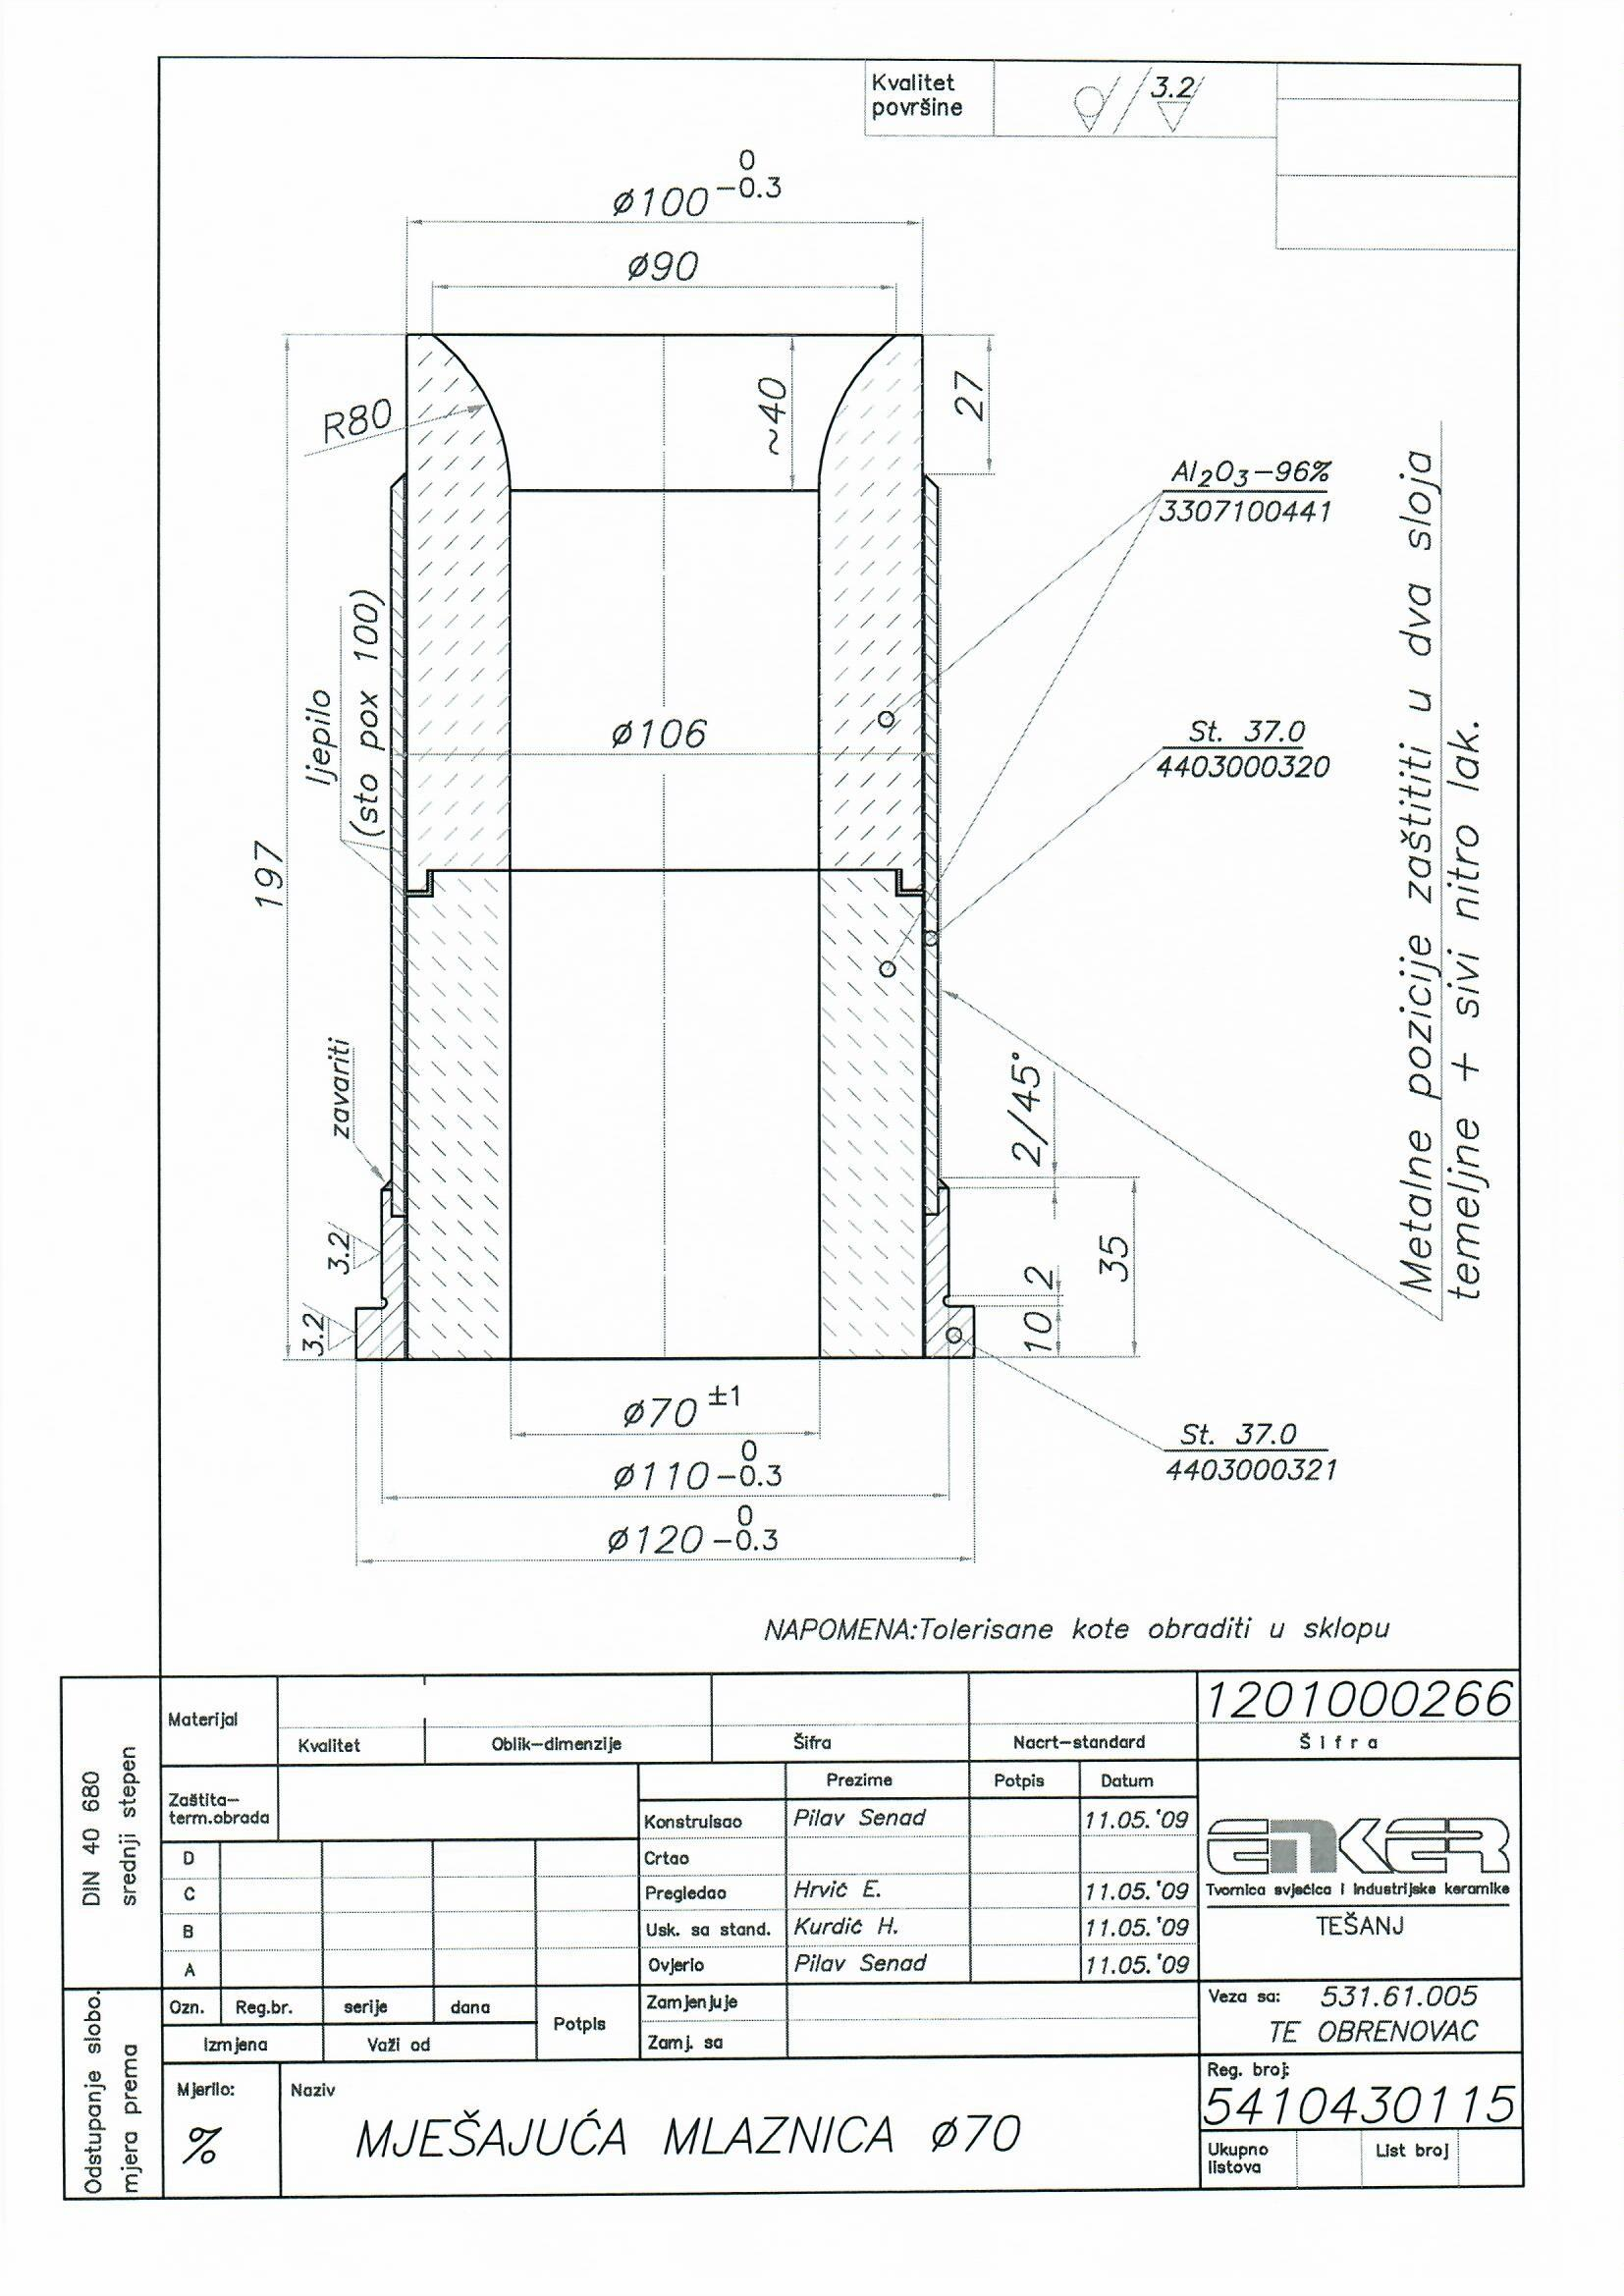 Kvalitet
površine
3.2
0
ø100 -0.3
ø90
R80
~40
27
Al2O3-96%
3307100441
ljepilo
(sto pox 100)
ø106
St. 37.0
4403000320
197
Metalne pozicije zaštititi u dva sloja
temeljne + sivi nitro lak.
zavariti
2/45°
3.2
3.2
2
10
35
ø70 ±1
0
ø110 -0.3
0
ø120 -0.3
St. 37.0
4403000321
NAPOMENA:Tolerisane kote obraditi u sklopu
DIN 40 680
srednji stepen
Odstupanje slobo.
mjera prema
Materijal
Kvalitet
Oblik-dimenzije
Šifra
Nacrt-standard
1201000266
Šifra
Zaštita-
term.obrada
Prezime
Potpis
Datum
Konstruisao Pilav Senad 11.05.'09
D
Crtao
C
Pregledao Hrvić E. 11.05.'09
B
Usk. sa stand. Kurdić H. 11.05.'09
A
Ovjerio Pilav Senad 11.05.'09
ENKER
Tvornica svjećica i industrijske keramike
TEŠANJ
Ozn. Reg.br. serije dana
Potpis
Izmjena Važi od
Zamjenjuje
Zamj. sa
Veza sa: 531.61.005
TE OBRENOVAC
Mjerilo:
%
Naziv
MJEŠAJUĆA MLAZNICA ø70
Reg. broj:
5410430115
Ukupno
listova
List broj